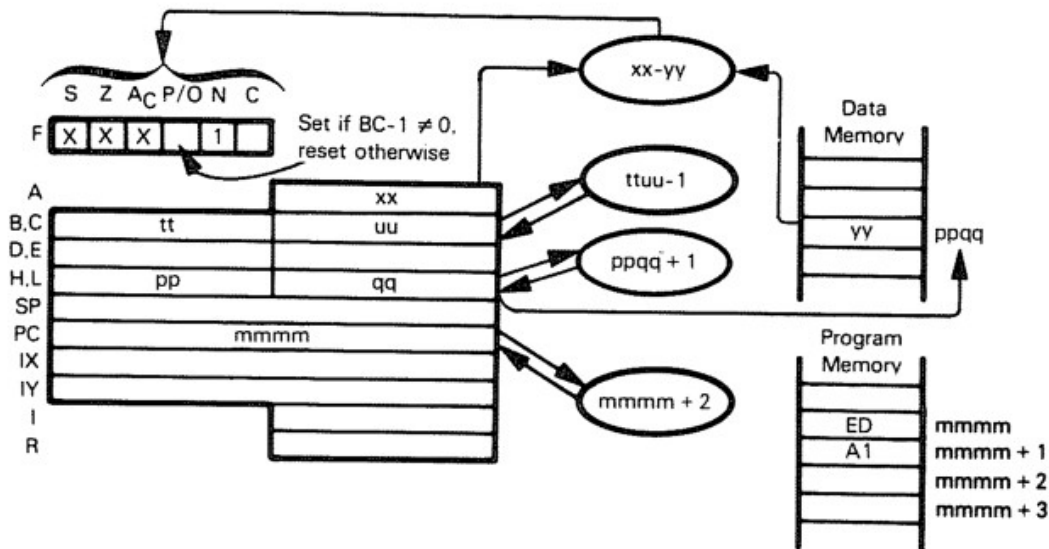 xx-yy
S Z AC P/O N C
F X X X 1
Set if BC-1 ≠ 0,
reset otherwise
Data
Memory
A xx
ttuu-1
B,C tt uu
yy ppqq
D,E
ppqq + 1
H,L pp qq
SP
PC mmmm
Program
Memory
IX
IY
mmmm + 2
I
ED mmmm
R
A1 mmmm + 1
mmmm + 2
mmmm + 3